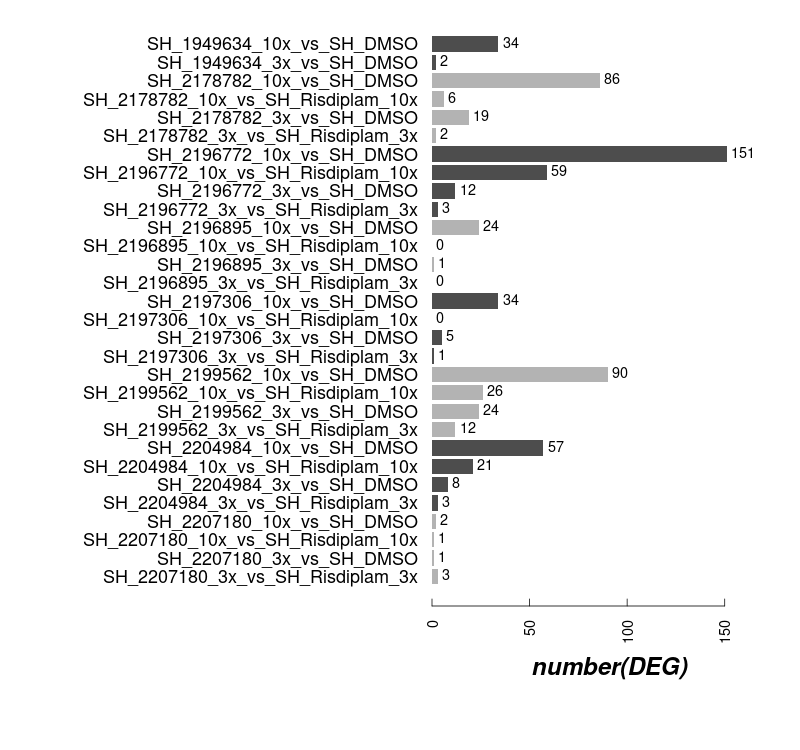 SH_1949634_10x_vs_SH_DMSO 34
SH_1949634_3x_vs_SH_DMSO 2
SH_2178782_10x_vs_SH_DMSO 86
SH_2178782_10x_vs_SH_Risdiplam_10x 6
SH_2178782_3x_vs_SH_DMSO 19
SH_2178782_3x_vs_SH_Risdiplam_3x 2
SH_2196772_10x_vs_SH_DMSO 151
SH_2196772_10x_vs_SH_Risdiplam_10x 59
SH_2196772_3x_vs_SH_DMSO 12
SH_2196772_3x_vs_SH_Risdiplam_3x 3
SH_2196895_10x_vs_SH_DMSO 24
SH_2196895_10x_vs_SH_Risdiplam_10x 0
SH_2196895_3x_vs_SH_DMSO 1
SH_2196895_3x_vs_SH_Risdiplam_3x 0
SH_2197306_10x_vs_SH_DMSO 34
SH_2197306_10x_vs_SH_Risdiplam_10x 0
SH_2197306_3x_vs_SH_DMSO 5
SH_2197306_3x_vs_SH_Risdiplam_3x 1
SH_2199562_10x_vs_SH_DMSO 90
SH_2199562_10x_vs_SH_Risdiplam_10x 26
SH_2199562_3x_vs_SH_DMSO 24
SH_2199562_3x_vs_SH_Risdiplam_3x 12
SH_2204984_10x_vs_SH_DMSO 57
SH_2204984_10x_vs_SH_Risdiplam_10x 21
SH_2204984_3x_vs_SH_DMSO 8
SH_2204984_3x_vs_SH_Risdiplam_3x 3
SH_2207180_10x_vs_SH_DMSO 2
SH_2207180_10x_vs_SH_Risdiplam_10x 1
SH_2207180_3x_vs_SH_DMSO 1
SH_2207180_3x_vs_SH_Risdiplam_3x 3
0 50 100 150
number(DEG)